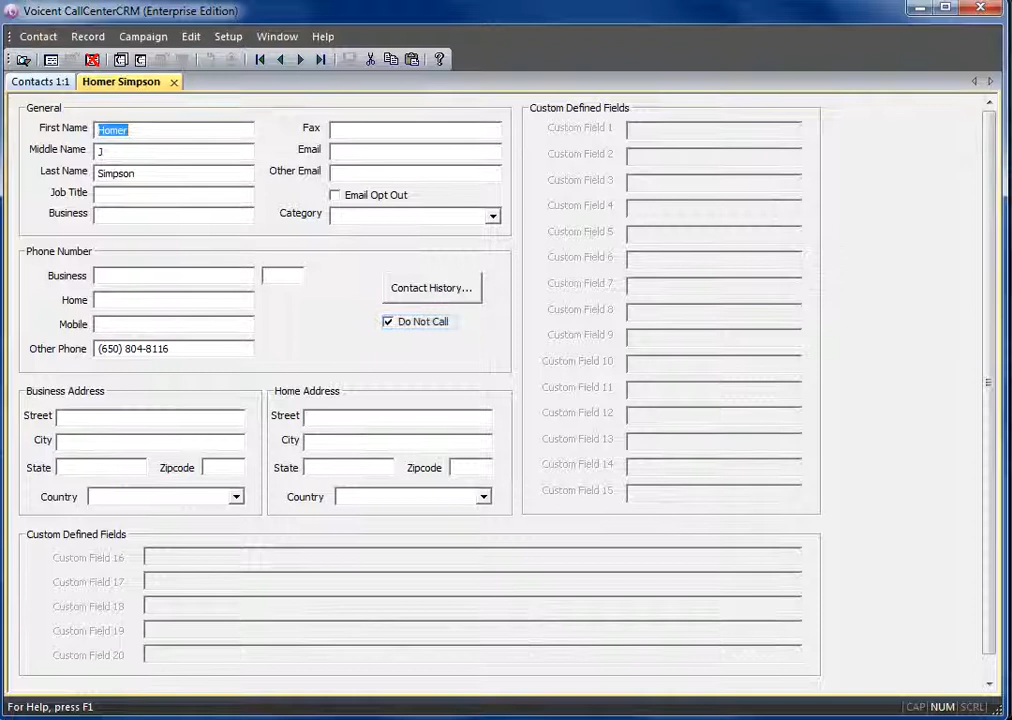 Voicent CallCenterCRM (Enterprise Edition)
Contact Record Campaign Edit Setup Window Help
Contacts 1:1 Homer Simpson
General
First Name Homer
Middle Name J
Last Name Simpson
Job Title
Business
Fax
Email
Other Email
Email Opt Out
Category
Phone Number
Business
Home
Mobile
Other Phone (650) 804-8116
Contact History...
Do Not Call
Business Address
Street
City
State Zipcode
Country
Home Address
Street
City
State Zipcode
Country
Custom Defined Fields
Custom Field 1
Custom Field 2
Custom Field 3
Custom Field 4
Custom Field 5
Custom Field 6
Custom Field 7
Custom Field 8
Custom Field 9
Custom Field 10
Custom Field 11
Custom Field 12
Custom Field 13
Custom Field 14
Custom Field 15
Custom Defined Fields
Custom Field 16
Custom Field 17
Custom Field 18
Custom Field 19
Custom Field 20
For Help, press F1
CAP NUM SCRL